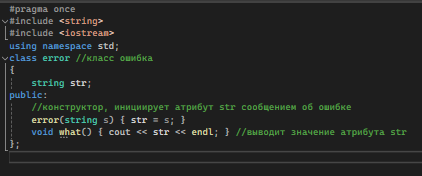 #pragma once
#include <string>
#include <iostream>
using namespace std;
class error //класс ошибка
{
string str;
public:
//конструктор, инициирует атрибут str сообщением об ошибке
error(string s) { str = s; }
void what() { cout << str << endl; } //выводит значение атрибута str
};